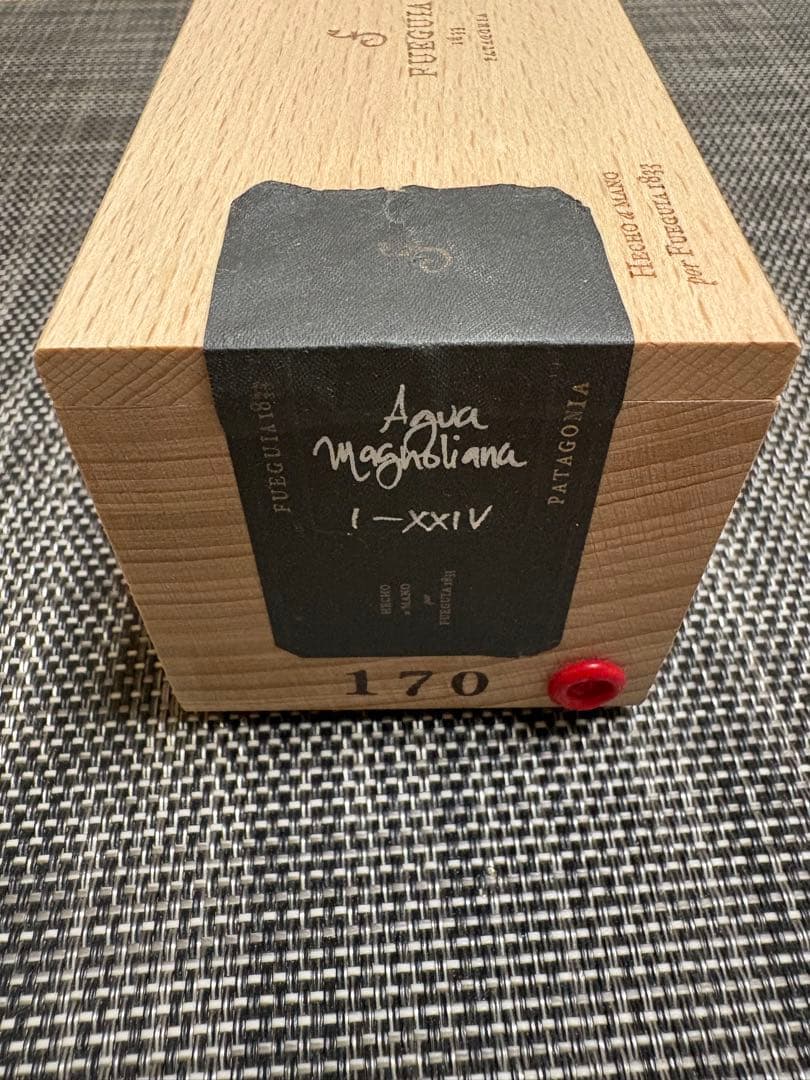 FUEGUIA
1833
PATAGONIA
HECHO a MANO
por FUEGUIA 1833
FUEGUIA 1833
Agua
Magnoliana
I-XXIV
PATAGONIA
HECHO
a MANO
por
FUEGUIA 1833
170